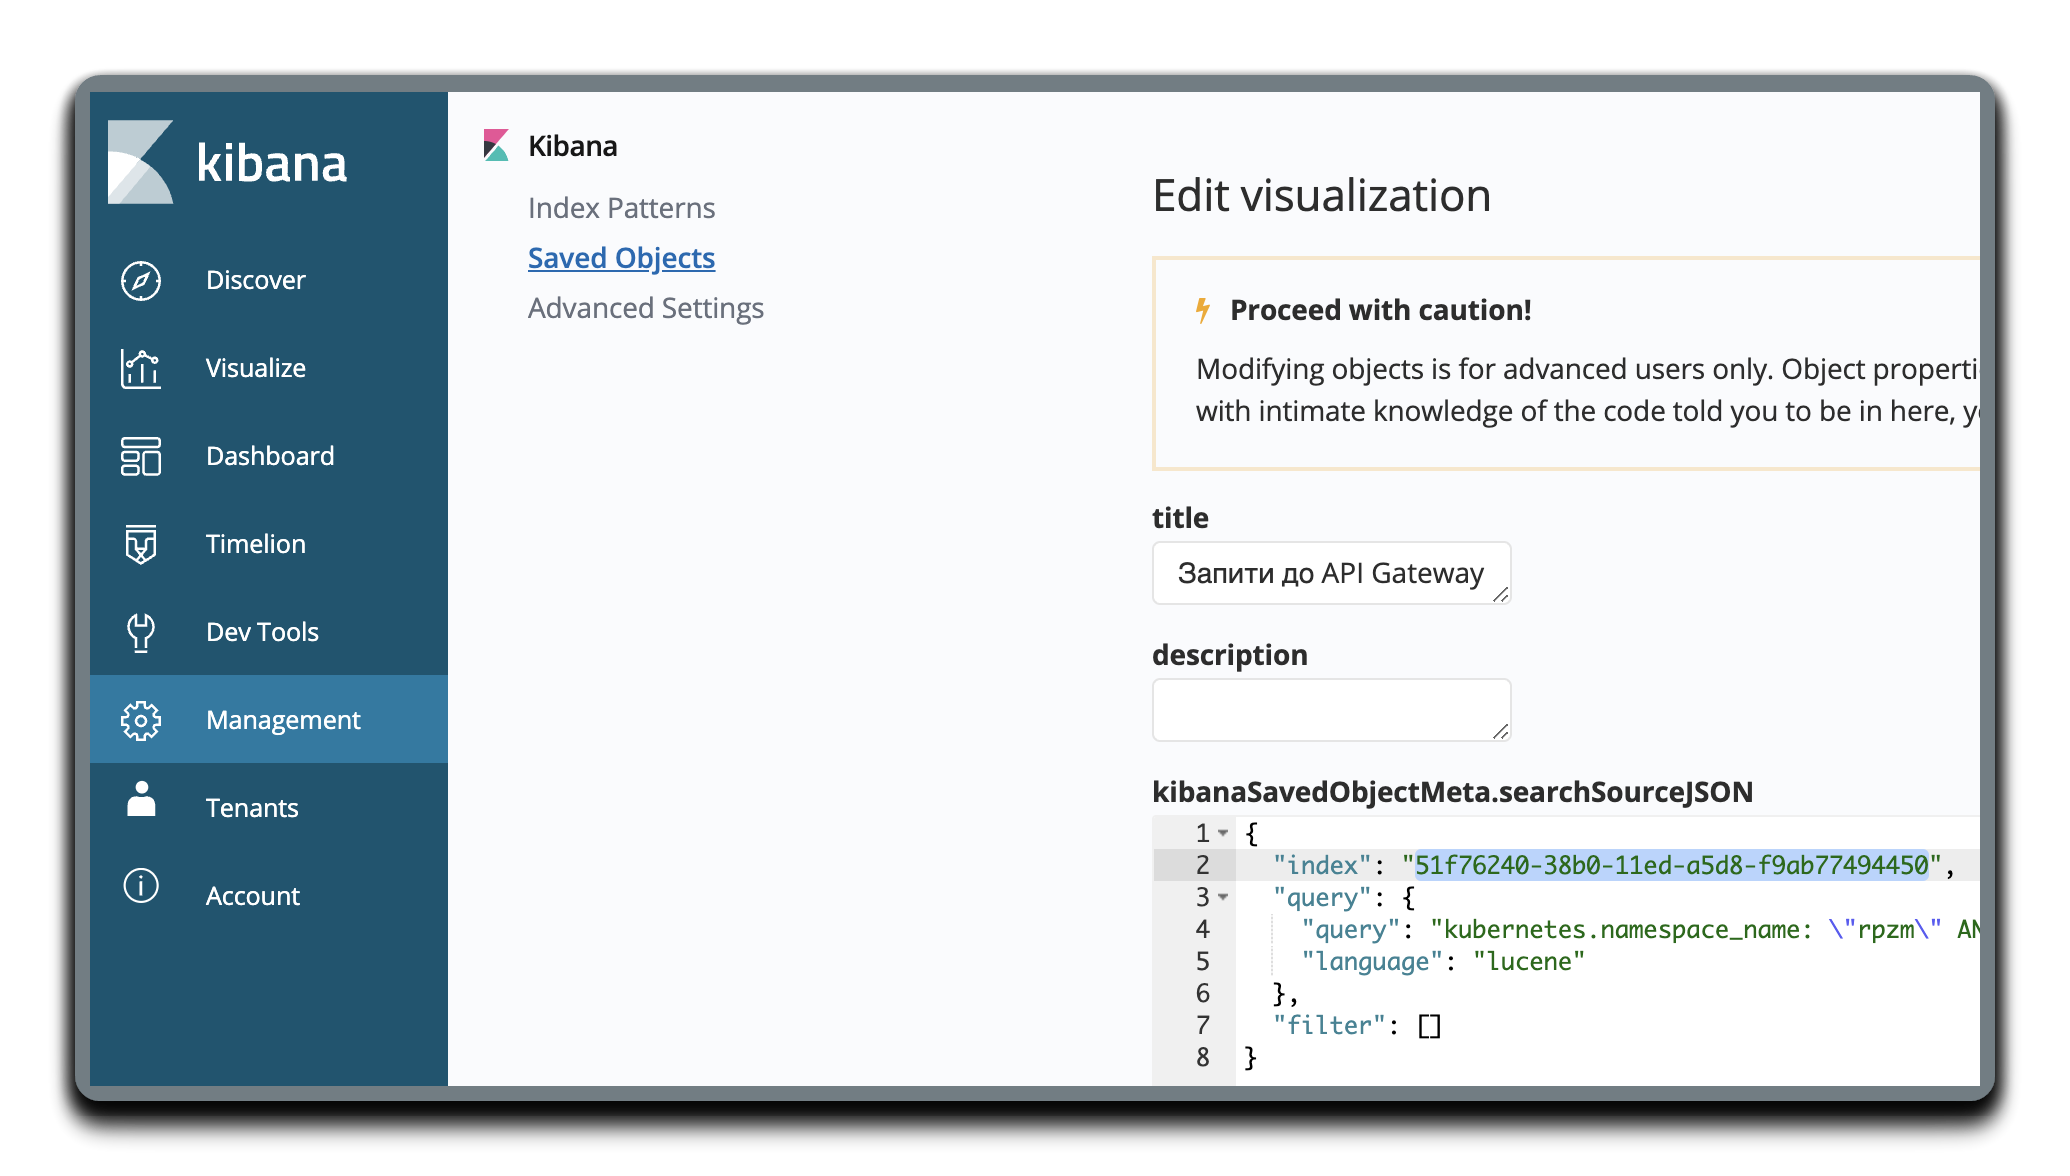 kibana
Discover
Visualize
Dashboard
Timelion
Dev Tools
Management
Tenants
Account
Kibana
Index Patterns
Saved Objects
Advanced Settings
Edit visualization
Proceed with caution!
Modifying objects is for advanced users only. Object properti
with intimate knowledge of the code told you to be in here, y
title
Запити до API Gateway
description
kibanaSavedObjectMeta.searchSourceJSON
1 {
2 "index": "51f76240-38b0-11ed-a5d8-f9ab77494450",
3 "query": {
4 "query": "kubernetes.namespace_name: \"rpzm\" AN
5 "language": "lucene"
6 },
7 "filter": []
8 }